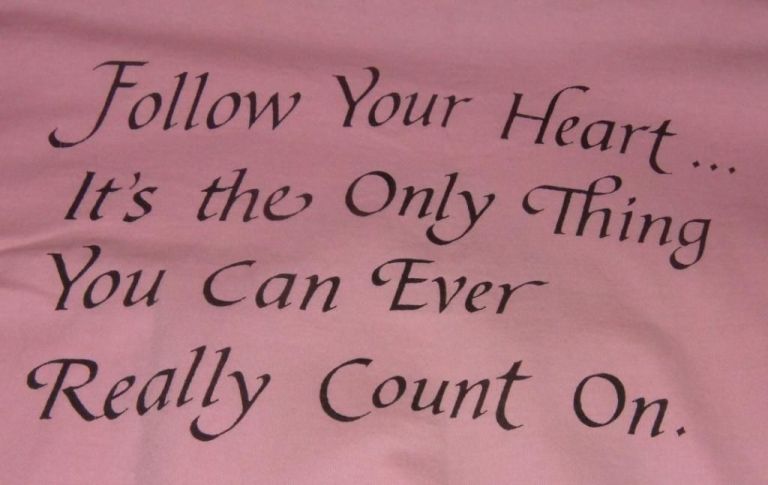 Follow Your Heart...
It's the Only Thing
You Can Ever
Really Count On.